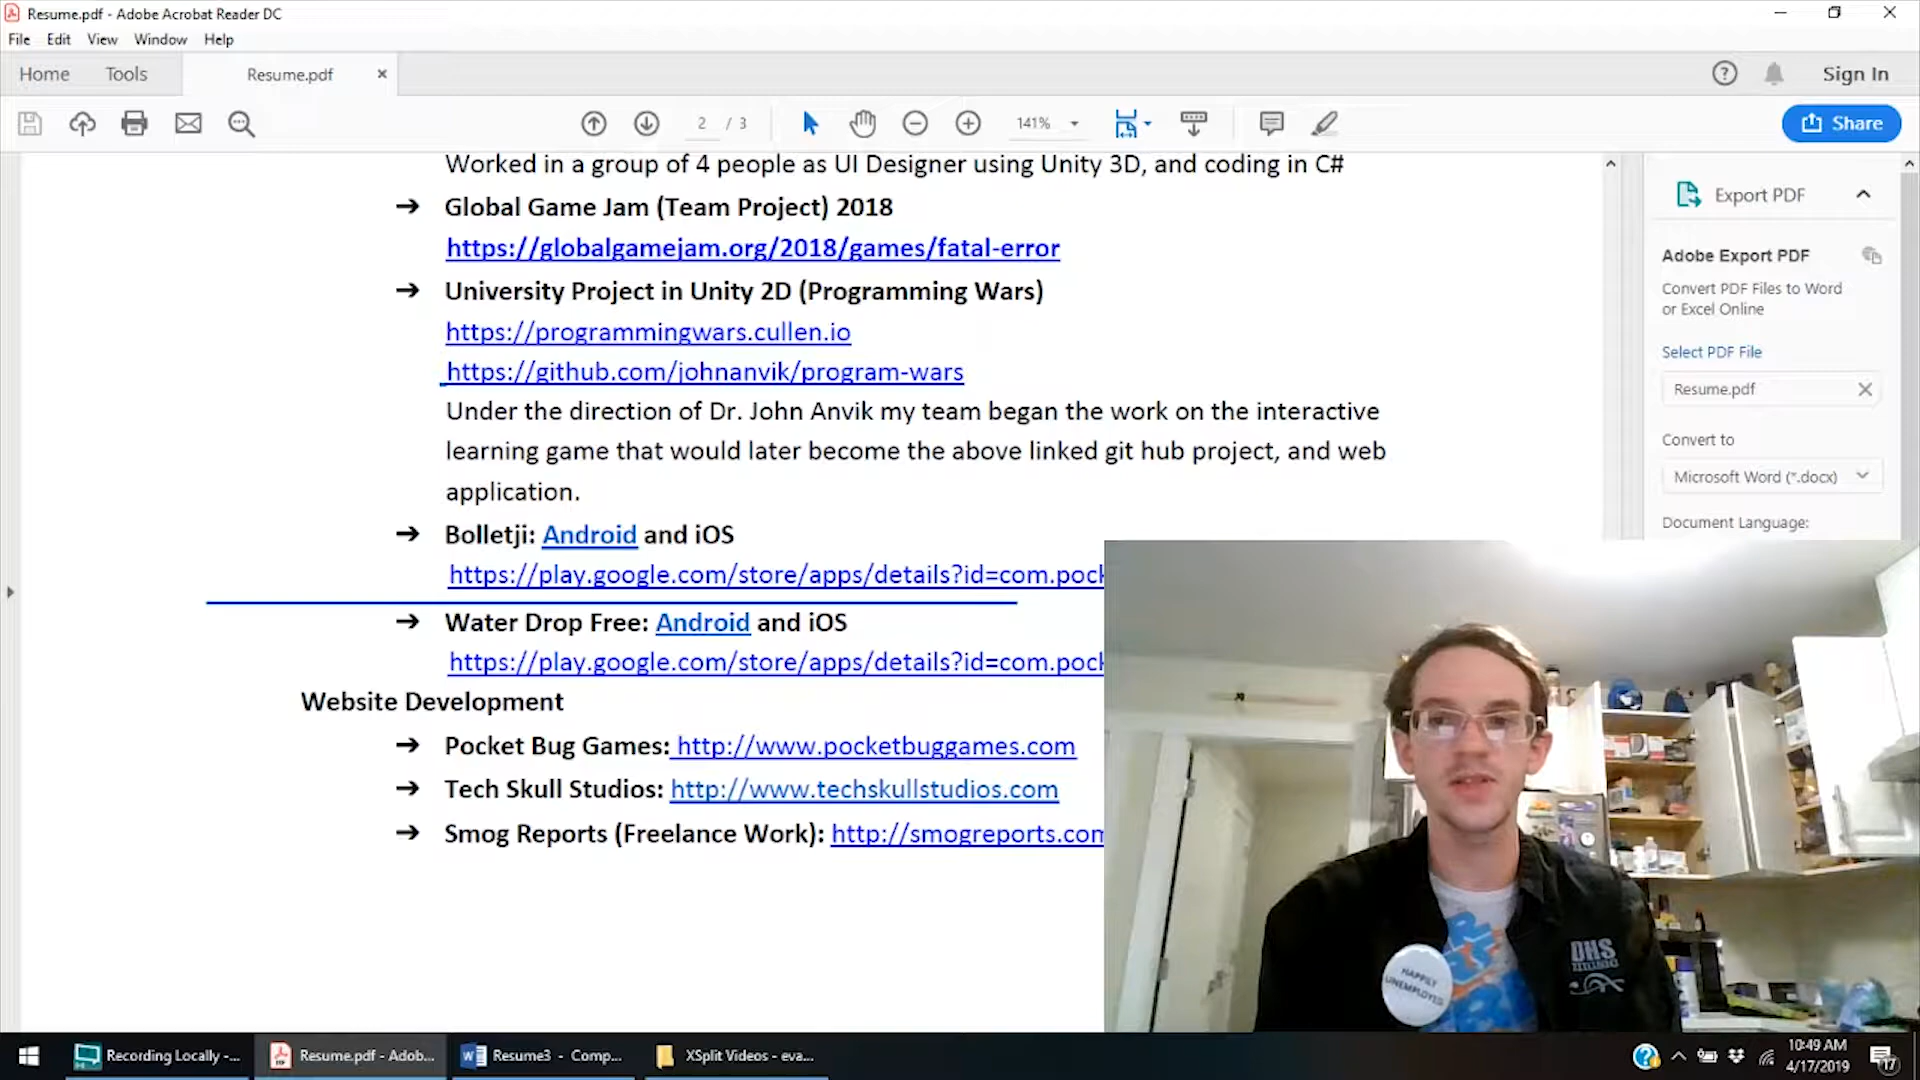 Resume.pdf - Adobe Acrobat Reader DC
File Edit View Window Help
Home Tools Resume.pdf Sign In
2 / 3 141% Share
Worked in a group of 4 people as UI Designer using Unity 3D, and coding in C#
➔ Global Game Jam (Team Project) 2018
https://globalgamejam.org/2018/games/fatal-error
➔ University Project in Unity 2D (Programming Wars)
https://programmingwars.cullen.io
https://github.com/johnanvik/program-wars
Under the direction of Dr. John Anvik my team began the work on the interactive
learning game that would later become the above linked git hub project, and web
application.
➔ Bolletji: Android and iOS
https://play.google.com/store/apps/details?id=com.pock
➔ Water Drop Free: Android and iOS
https://play.google.com/store/apps/details?id=com.pock
Website Development
➔ Pocket Bug Games: http://www.pocketbuggames.com
➔ Tech Skull Studios: http://www.techskullstudios.com
➔ Smog Reports (Freelance Work): http://smogreports.com
Export PDF
Adobe Export PDF
Convert PDF Files to Word
or Excel Online
Select PDF File
Resume.pdf
Convert to
Microsoft Word (*.docx)
Document Language:
HAPPILY
UNEMPLOYED
DHS
Recording Locally -...
Resume.pdf - Adob...
Resume3 - Comp...
XSplit Videos - eva...
10:49 AM
4/17/2019
17